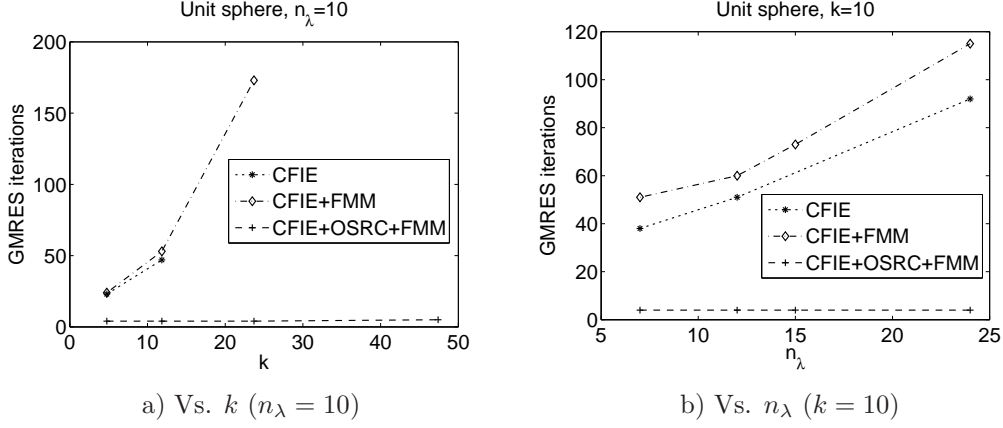 Unit sphere, n_λ=10
200
150
100
50
0
GMRES iterations
CFIE
CFIE+FMM
CFIE+OSRC+FMM
0 10 20 30 40 50
k
a) Vs. k (n_λ = 10)
Unit sphere, k=10
120
100
80
60
40
20
0
GMRES iterations
CFIE
CFIE+FMM
CFIE+OSRC+FMM
5 10 15 20 25
n_λ
b) Vs. n_λ (k = 10)